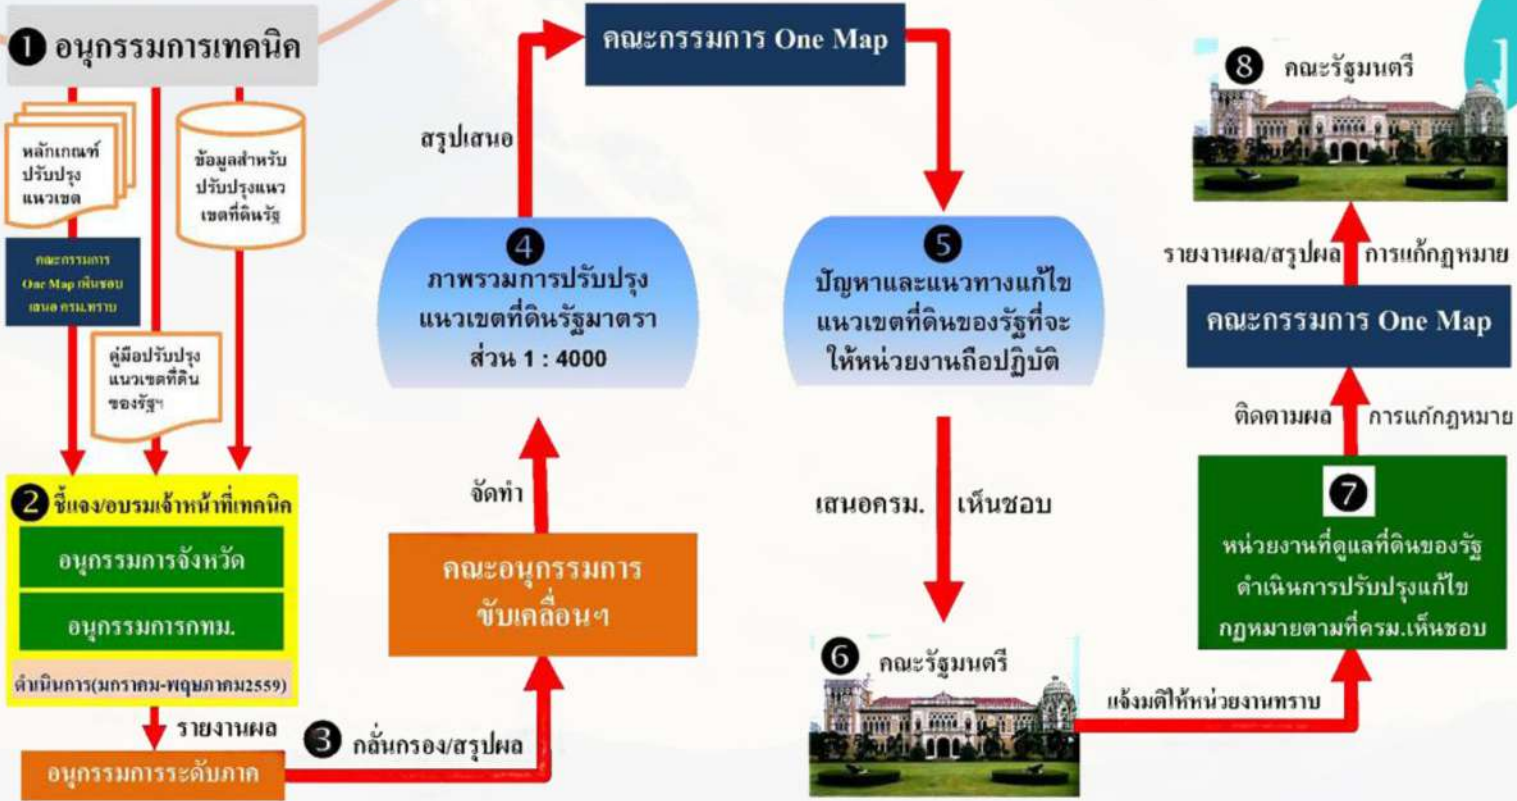 ❶ อนุกรรมการเทคนิค
หลักเกณฑ์
ปรับปรุง
แนวเขต
ข้อมูลสำหรับ
ปรับปรุงแนว
เขตที่ดินรัฐ
คณะกรรมการ
One Map เห็นชอบ
เสนอ ครม.ทราบ
คู่มือปรับปรุง
แนวเขตที่ดิน
ของรัฐฯ
❷ ชี้แจง/อบรมเจ้าหน้าที่เทคนิค
อนุกรรมการจังหวัด
อนุกรรมการกทม.
ดำเนินการ(มกราคม-พฤษภาคม2559)
รายงานผล
อนุกรรมการระดับภาค
❸ กลั่นกรอง/สรุปผล
คณะอนุกรรมการ
ขับเคลื่อนฯ
จัดทำ
❹
ภาพรวมการปรับปรุง
แนวเขตที่ดินรัฐมาตรา
ส่วน 1 : 4000
สรุปเสนอ
คณะกรรมการ One Map
❺
ปัญหาและแนวทางแก้ไข
แนวเขตที่ดินของรัฐที่จะ
ให้หน่วยงานถือปฏิบัติ
เสนอครม. เห็นชอบ
❻ คณะรัฐมนตรี
แจ้งมติให้หน่วยงานทราบ
❼
หน่วยงานที่ดูแลที่ดินของรัฐ
ดำเนินการปรับปรุงแก้ไข
กฎหมายตามที่ครม.เห็นชอบ
ติดตามผล การแก้กฎหมาย
คณะกรรมการ One Map
รายงานผล/สรุปผล การแก้กฎหมาย
❽ คณะรัฐมนตรี